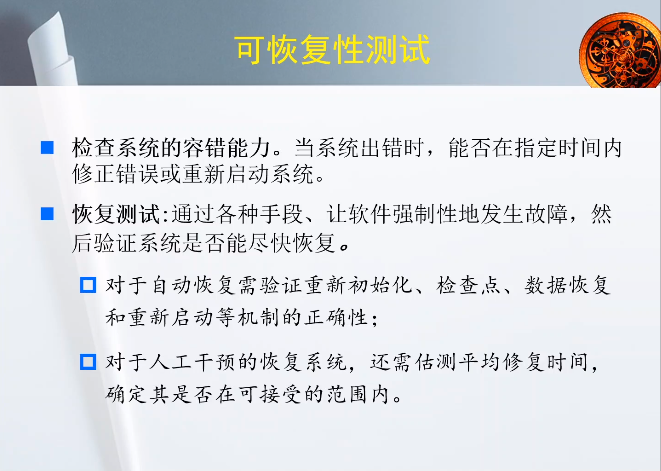 可恢复性测试
检查系统的容错能力。当系统出错时，能否在指定时间内
修正错误或重新启动系统。
恢复测试:通过各种手段、让软件强制性地发生故障，然
后验证系统是否能尽快恢复。
对于自动恢复需验证重新初始化、检查点、数据恢复
和重新启动等机制的正确性；
对于人工干预的恢复系统，还需估测平均修复时间，
确定其是否在可接受的范围内。